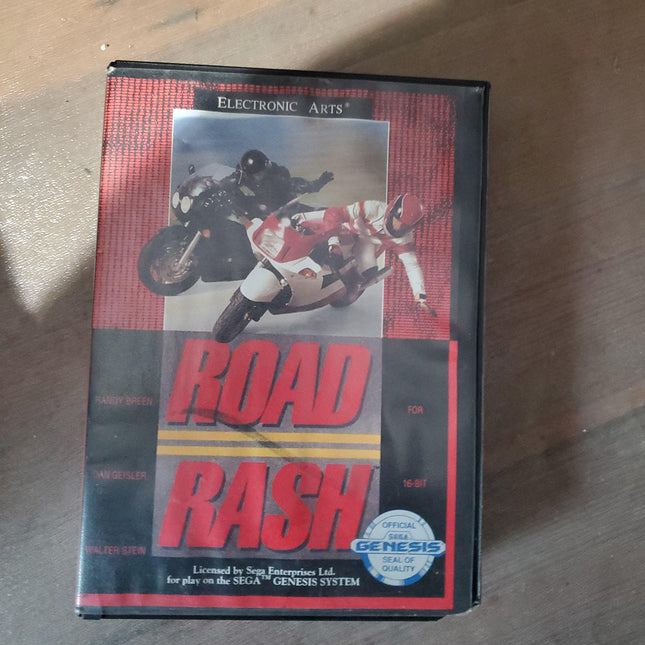 Electronic Arts®
ROAD
RASH
RANDY BREEN
DAN GEISLER
WALTER STEIN
FOR
16-BIT
OFFICIAL
SEGA
GENESIS
SEAL OF
QUALITY
Licensed by Sega Enterprises Ltd.
for play on the SEGA™ GENESIS SYSTEM